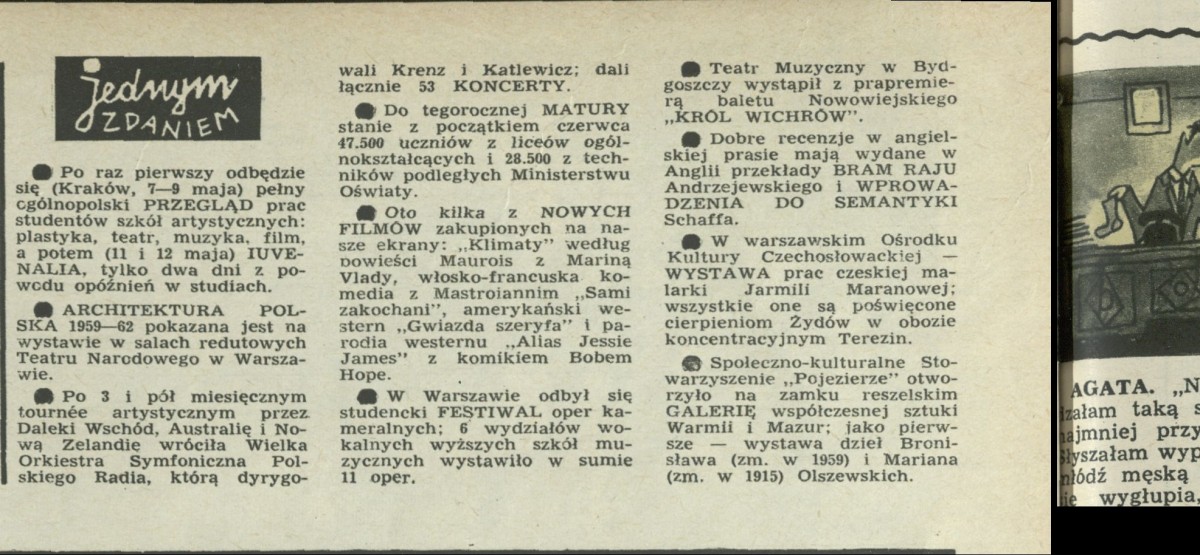 jednym
ZDANIEM
● Po raz pierwszy odbędzie
się (Kraków, 7—9 maja) pełny
ogólnopolski PRZEGLĄD prac
studentów szkół artystycznych:
plastyka, teatr, muzyka, film,
a potem (11 i 12 maja) IUVE-
NALIA, tylko dwa dni z po-
wodu opóźnień w studiach.
● ARCHITEKTURA POL-
SKA 1959—62 pokazana jest na
wystawie w salach redutowych
Teatru Narodowego w Warsza-
wie.
● Po 3 i pół miesięcznym
tournée artystycznym przez
Daleki Wschód, Australię i No-
wą Zelandię wróciła Wielka
Orkiestra Symfoniczna Pol-
skiego Radia, którą dyrygo-
wali Krenz i Katlewicz; dali
łącznie 53 KONCERTY.
● Do tegorocznej MATURY
stanie z początkiem czerwca
47.500 uczniów z liceów ogól-
nokształcących i 28.500 z tech-
ników podległych Ministerstwu
Oświaty.
● Oto kilka z NOWYCH
FILMÓW zakupionych na na-
sze ekrany: „Klimaty” według
powieści Maurois z Mariną
Vlady, włosko-francuska ko-
media z Mastroiannim „Sami
zakochani”, amerykański we-
stern „Gwiazda szeryfa” i pa-
rodia westernu „Alias Jessie
James” z komikiem Bobem
Hope.
● W Warszawie odbył się
studencki FESTIWAL oper ka-
meralnych; 6 wydziałów wo-
kalnych wyższych szkół mu-
zycznych wystawiło w sumie
11 oper.
● Teatr Muzyczny w Byd-
goszczy wystąpił z prapremie-
rą baletu Nowowiejskiego
„KRÓL WICHRÓW”.
● Dobre recenzje w angiel-
skiej prasie mają wydane w
Anglii przekłady BRAM RAJU
Andrzejewskiego i WPROWA-
DZENIA DO SEMANTYKI
Schaffa.
● W warszawskim Ośrodku
Kultury Czechosłowackiej —
WYSTAWA prac czeskiej ma-
larki Jarmili Maranowej;
wszystkie one są poświęcone
cierpieniom Żydów w obozie
koncentracyjnym Terezin.
● Społeczno-kulturalne Sto-
warzyszenie „Pojezierze” otwo-
rzyło na zamku reszelskim
GALERIĘ współczesnej sztuki
Warmii i Mazur; jako pierw-
sze — wystawa dzieł Broni-
sława (zm. w 1959) i Mariana
(zm. w 1915) Olszewskich.
AGATA. „N
taką s
przy
wyp
męską
wygłupia,